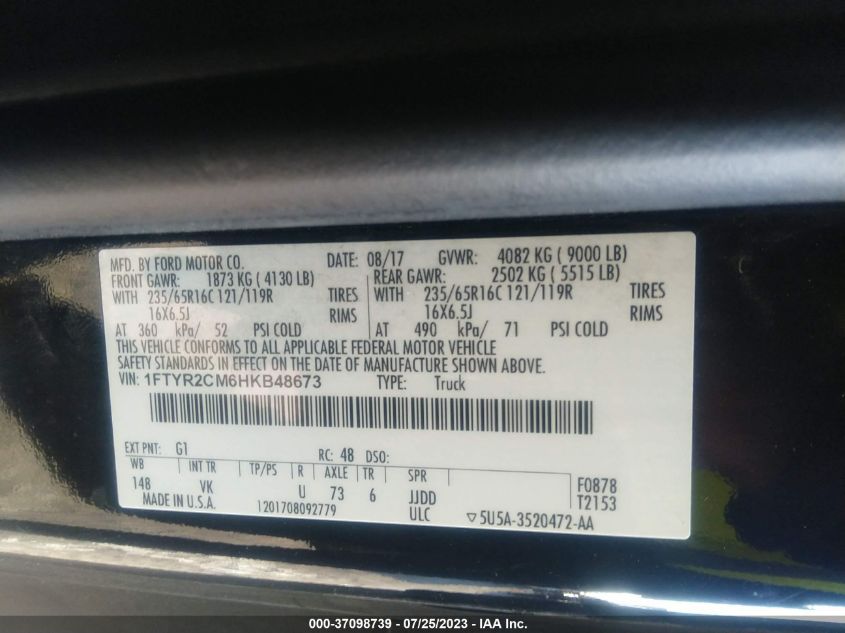 MFD. BY FORD MOTOR CO. DATE: 08/17 GVWR: 4082 KG ( 9000 LB)
FRONT GAWR: 1873 KG ( 4130 LB) REAR GAWR: 2502 KG ( 5515 LB)
WITH 235/65R16C 121/119R TIRES WITH 235/65R16C 121/119R TIRES
16X6.5J RIMS 16X6.5J RIMS
AT 360 kPa/ 52 PSI COLD AT 490 kPa/ 71 PSI COLD
THIS VEHICLE CONFORMS TO ALL APPLICABLE FEDERAL MOTOR VEHICLE
SAFETY STANDARDS IN EFFECT ON THE DATE OF MANUFACTURE SHOWN ABOVE.
VIN: 1FTYR2CM6HKB48673 TYPE: Truck
EXT PNT: G1 RC: 48 DSO:
WB INT TR TP/PS R AXLE TR SPR F0878
148 VK U 73 6 JJDD T2153
MADE IN U.S.A. 1201708092779 ULC ▽5U5A-3520472-AA
000-37098739 - 07/25/2023 - IAA Inc.